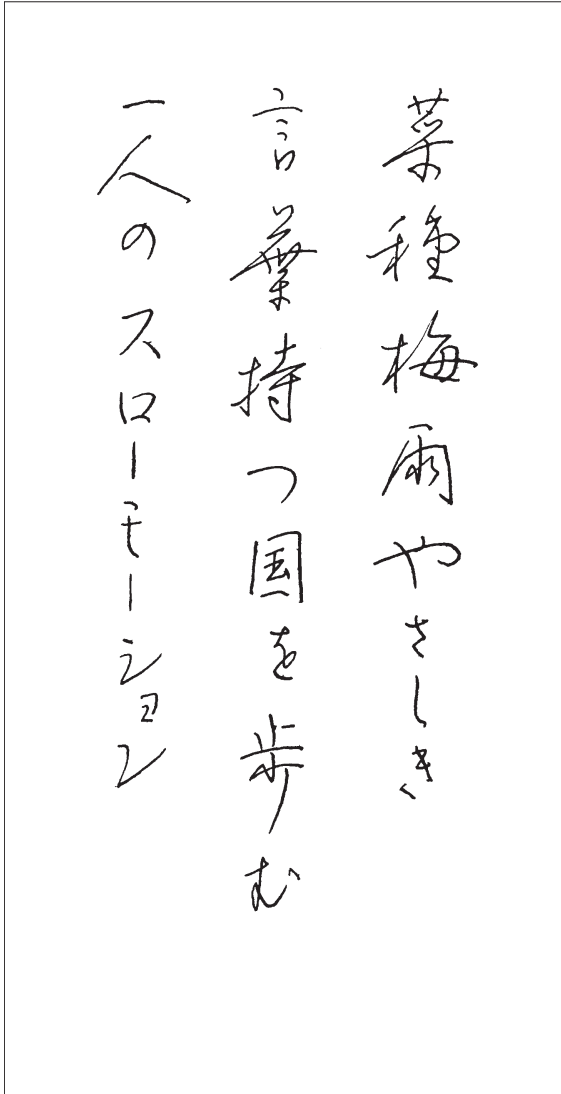 菜種梅雨やさしき
言葉持つ国を歩む
一人のスローモーション